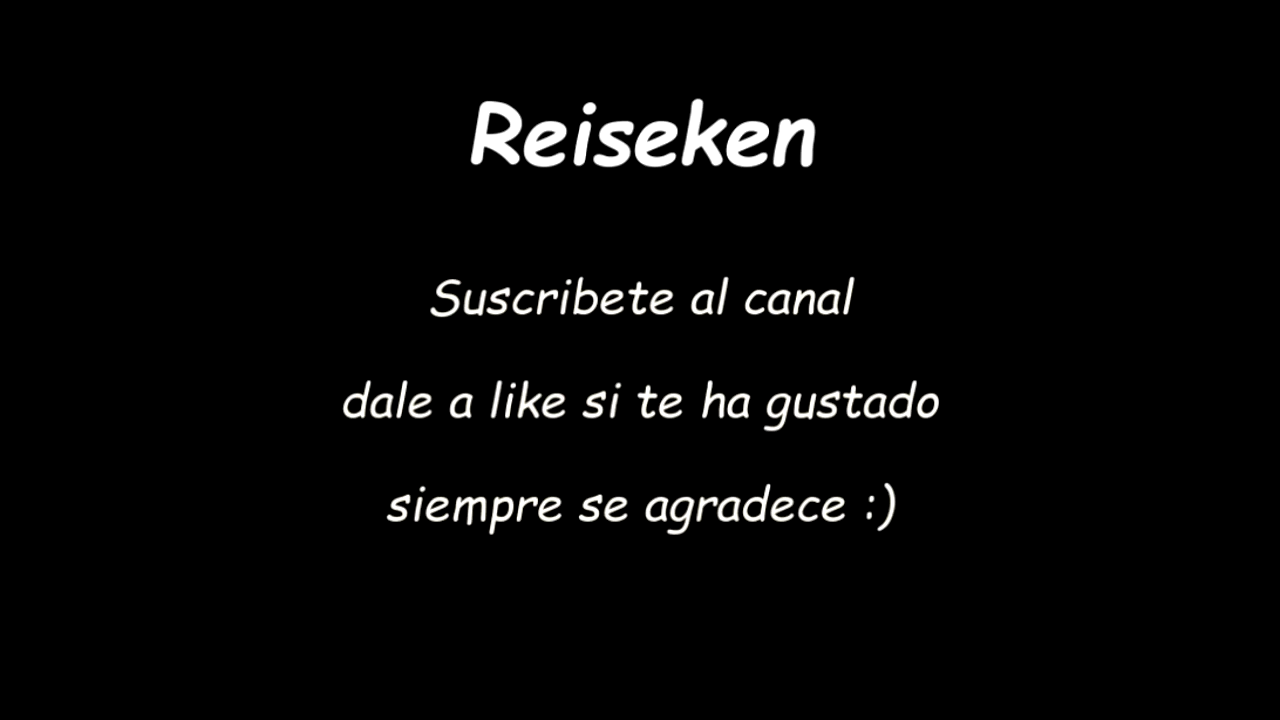 Reiseken
Suscribete al canal
dale a like si te ha gustado
siempre se agradece :)